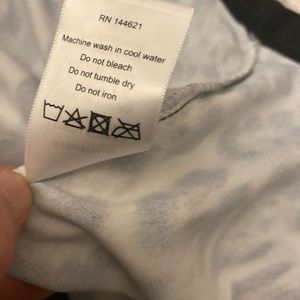 RN 144621
Machine wash in cool water
Do not bleach
Do not tumble dry
Do not iron